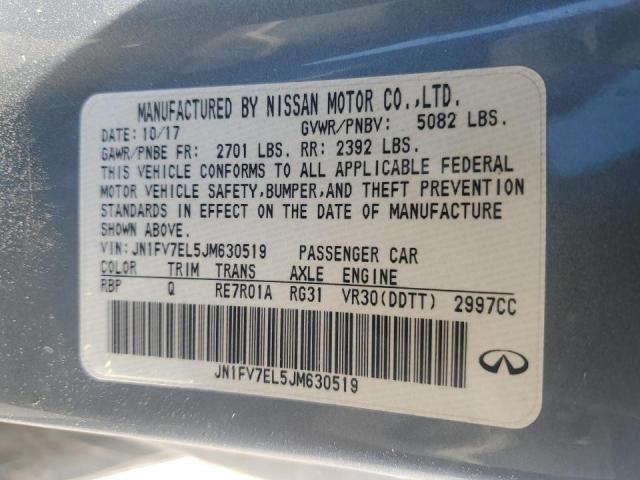 MANUFACTURED BY NISSAN MOTOR CO.,LTD.
DATE: 10/17 GVWR/PNBV: 5082 LBS.
GAWR/PNBE FR: 2701 LBS. RR: 2392 LBS.
THIS VEHICLE CONFORMS TO ALL APPLICABLE FEDERAL
MOTOR VEHICLE SAFETY,BUMPER,AND THEFT PREVENTION
STANDARDS IN EFFECT ON THE DATE OF MANUFACTURE
SHOWN ABOVE.
VIN: JN1FV7EL5JM630519 PASSENGER CAR
COLOR TRIM TRANS AXLE ENGINE
RBP Q RE7R01A RG31 VR30(DDTT) 2997CC
JN1FV7EL5JM630519